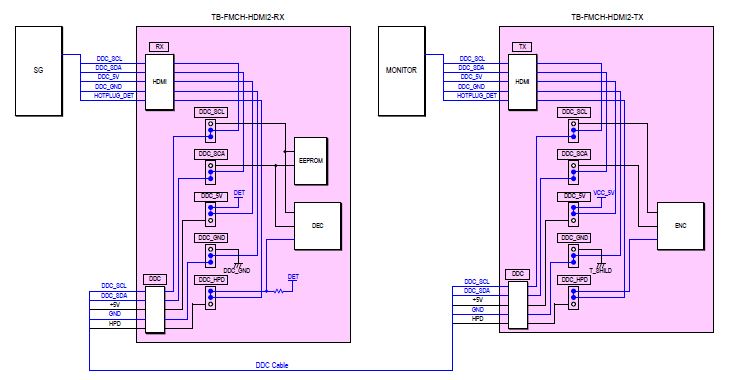 TB-FMCH-HDMI2-RX
SG
DDC_SCL
DDC_SDA
DDC_5V
DDC_GND
HOTPLUG_DET
RX
HDMI
DDC_SCL
DDC_SCA
DDC_5V
DET
DDC_GND
DDC_GND
DDC_HPD
DET
EEPROM
DEC
DDC
DDC_SCL
DDC_SDA
+5V
GND
HPD
DDC Cable
TB-FMCH-HDMI2-TX
MONITOR
DDC_SCL
DDC_SDA
DDC_5V
DDC_GND
HOTPLUG_DET
TX
HDMI
DDC_SCL
DDC_SCA
DDC_5V
VCC_5V
DDC_GND
T_SHILD
DDC_HPD
ENC
DDC
DDC_SCL
DDC_SDA
+5V
GND
HPD